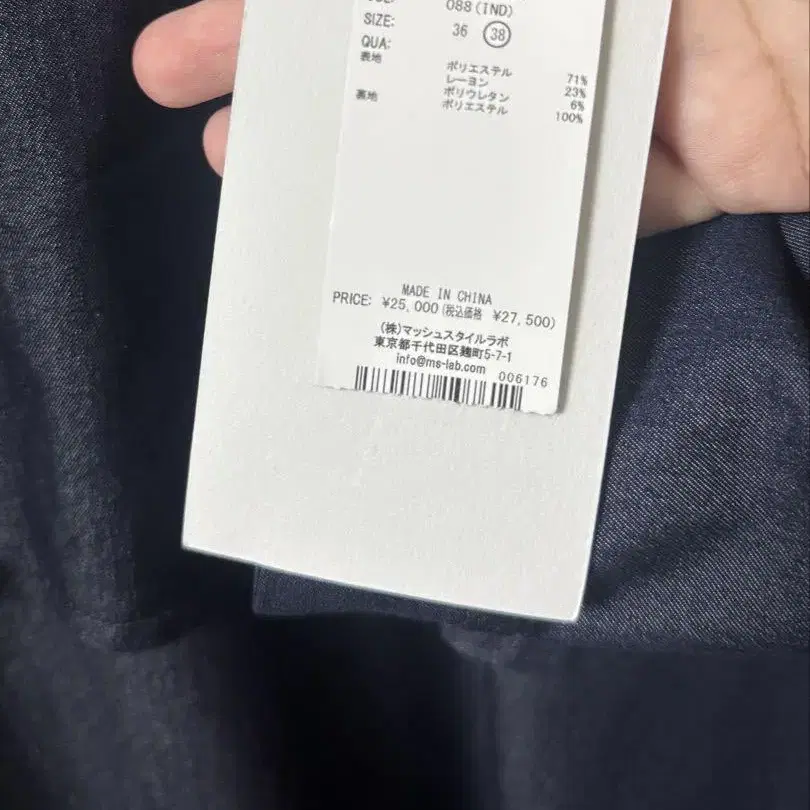 088(IND)
SIZE: 36 38
QUA:
表地 ポリエステル 71%
レーヨン 23%
裏地 ポリウレタン 6%
ポリエステル 100%
MADE IN CHINA
PRICE: ¥25,000(税込価格 ¥27,500)
(株)マッシュスタイルラボ
東京都千代田区麹町5-7-1
info@ms-lab.com
006176